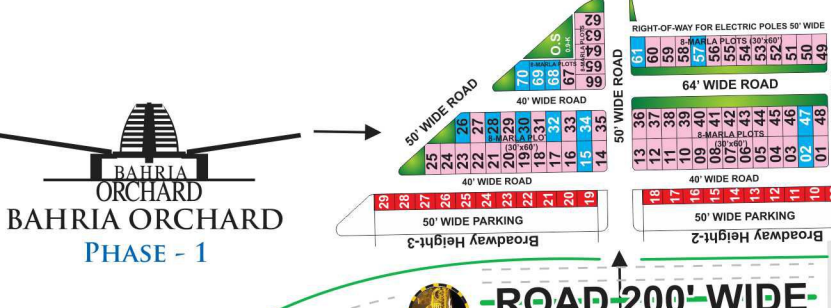 BAHRIA
ORCHARD
BAHRIA ORCHARD
PHASE - 1
62
63
64
65
66
8-MARLA PLOTS
O.S
0.9-K
8-MARLA PLOTS
70 69 68 67
40' WIDE ROAD
50' WIDE ROAD
26 27 28 29 30 31 32 33 34 35
8-MARLA PLO
(30'x60')
25 24 23 22 21 20 19 18 17 16 15 14
40' WIDE ROAD
29 28 27 26 25 24 23 22 21 20 19
50' WIDE PARKING
Broadway Height-3
50' WIDE ROAD
RIGHT-OF-WAY FOR ELECTRIC POLES 50' WIDE
61 60 59 58 57 56 55 54 53 52 51 50 49
8-MARLA PLOTS (30'x60')
64' WIDE ROAD
36 37 38 39 40 41 42 43 44 45 46 47 48
8-MARLA PLOTS
(30'x60')
13 12 11 10 09 08 07 06 05 04 03 02 01
40' WIDE ROAD
18 17 16 15 14 13 12 11 10
50' WIDE PARKING
Broadway Height-2
ROAD 200' WIDE